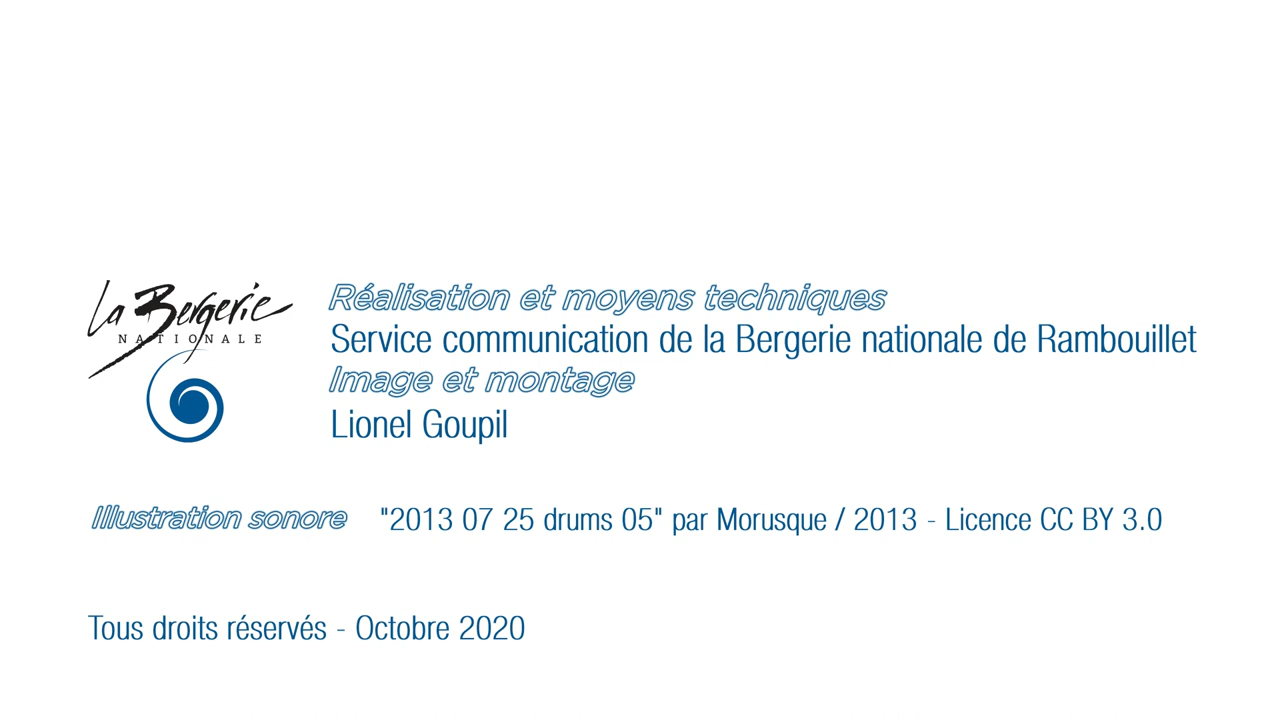 La Bergerie
NATIONALE
Réalisation et moyens techniques
Service communication de la Bergerie nationale de Rambouillet
Image et montage
Lionel Goupil
Illustration sonore "2013 07 25 drums 05" par Morusque / 2013 - Licence CC BY 3.0
Tous droits réservés - Octobre 2020